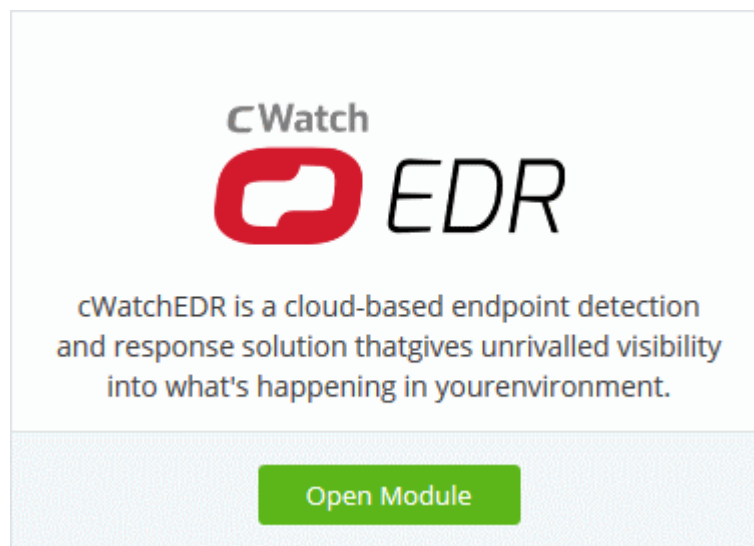 cWatch
EDR
cWatchEDR is a cloud-based endpoint detection
and response solution thatgives unrivalled visibility
into what's happening in yourenvironment.
Open Module